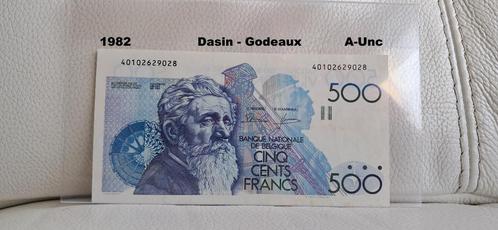 1982 Dasin - Godeaux A-Unc
40102629028 40102629028
500
BANQUE NATIONALE
DE BELGIQUE
CINQ
CENTS
FRANCS
500